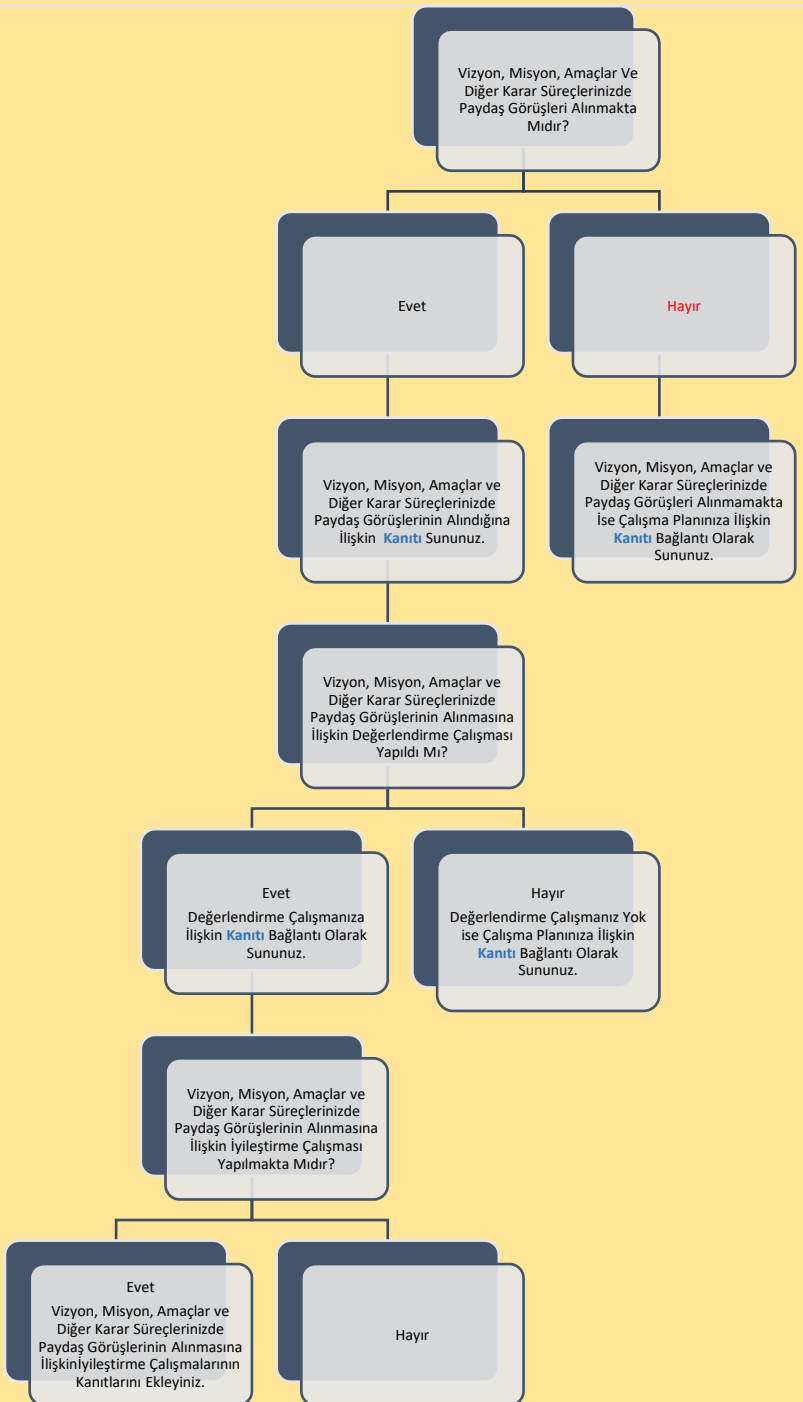 Vizyon, Misyon, Amaçlar Ve
Diğer Karar Süreçlerinizde
Paydaş Görüşleri Alınmakta
Mıdır?
Evet
Hayır
Vizyon, Misyon, Amaçlar ve
Diğer Karar Süreçlerinizde
Paydaş Görüşlerinin Alındığına
İlişkin Kanıtı Sununuz.
Vizyon, Misyon, Amaçlar ve
Diğer Karar Süreçlerinizde
Paydaş Görüşleri Alınmamakta
İse Çalışma Planınıza İlişkin
Kanıtı Bağlantı Olarak
Sununuz.
Vizyon, Misyon, Amaçlar ve
Diğer Karar Süreçlerinizde
Paydaş Görüşlerinin Alınmasına
İlişkin Değerlendirme Çalışması
Yapıldı Mı?
Evet
Değerlendirme Çalışmanıza
İlişkin Kanıtı Bağlantı Olarak
Sununuz.
Hayır
Değerlendirme Çalışmanız Yok
ise Çalışma Planınıza İlişkin
Kanıtı Bağlantı Olarak
Sununuz.
Vizyon, Misyon, Amaçlar ve
Diğer Karar Süreçlerinizde
Paydaş Görüşlerinin Alınmasına
İlişkin İyileştirme Çalışması
Yapılmakta Mıdır?
Evet
Vizyon, Misyon, Amaçlar ve
Diğer Karar Süreçlerinizde
Paydaş Görüşlerinin Alınmasına
İlişkinİyileştirme Çalışmalarının
Kanıtlarını Ekleyiniz.
Hayır